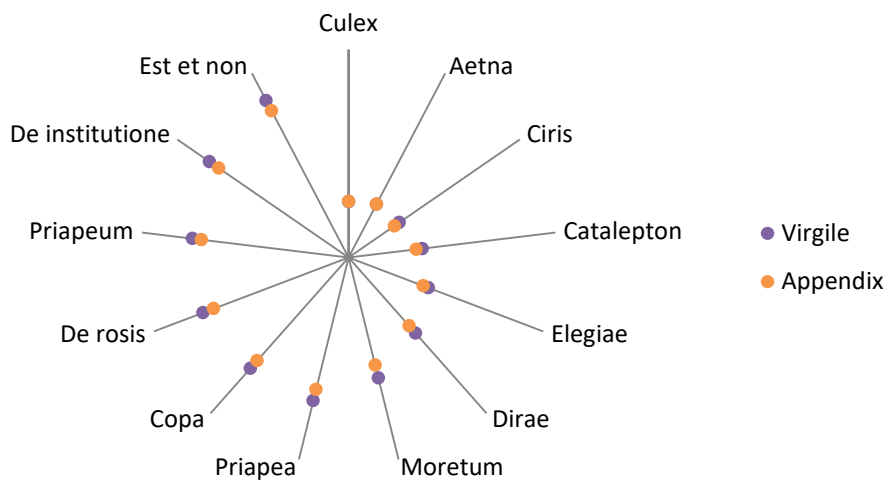 Culex
Aetna
Ciris
Catalepton
Elegiae
Dirae
Moretum
Priapea
Copa
De rosis
Priapeum
De institutione
Est et non
Virgile
Appendix